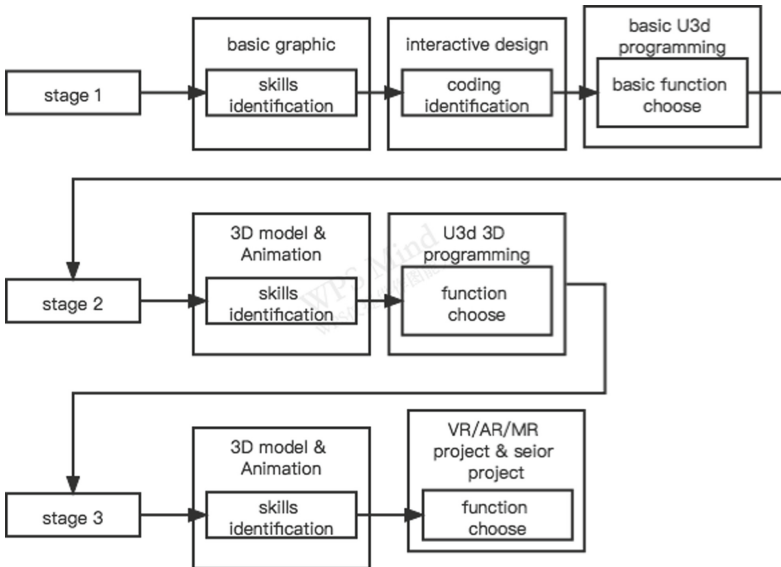 basic graphic
skills
identification
interactive design
coding
identification
basic U3d
programming
basic function
choose
stage 1
3D model &
Animation
skills
identification
U3d 3D
programming
function
choose
stage 2
WPS Mind
3D model &
Animation
skills
identification
VR/AR/MR
project & seior
project
function
choose
stage 3